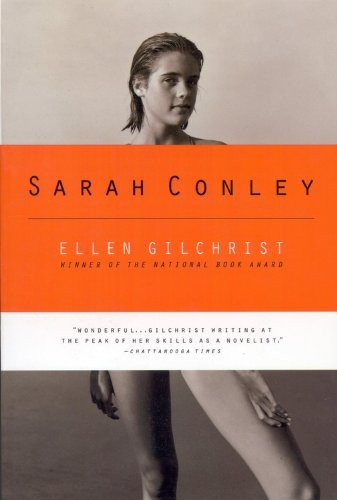 SARAH CONLEY
ELLEN GILCHRIST
WINNER OF THE NATIONAL BOOK AWARD
"WONDERFUL...GILCHRIST WRITING AT
THE PEAK OF HER SKILLS AS A NOVELIST."
—CHATTANOOGA TIMES